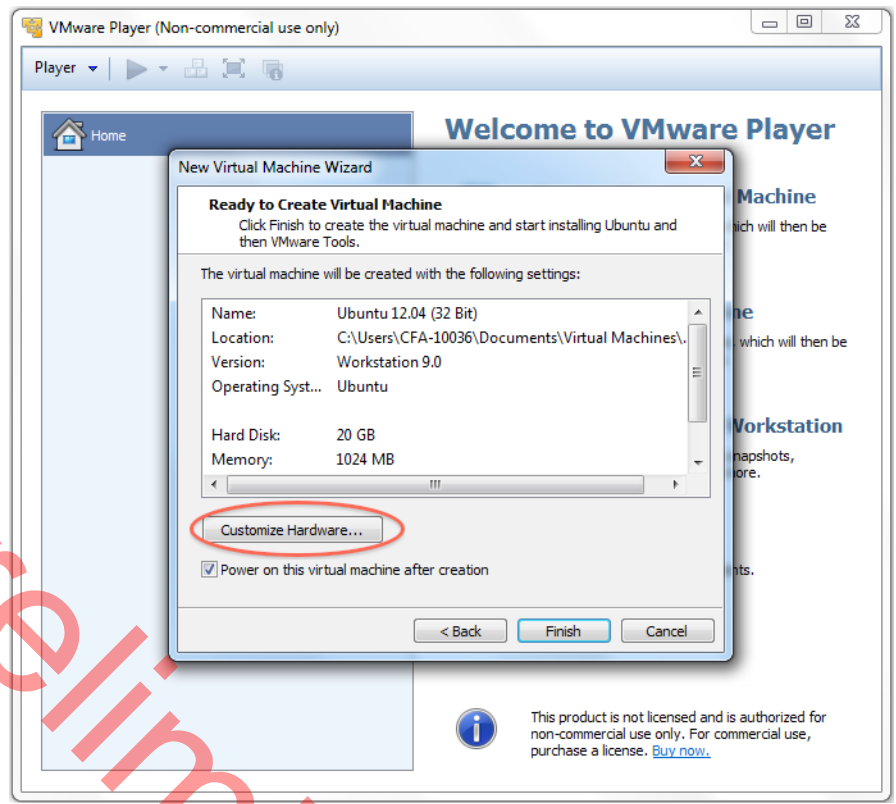 VMware Player (Non-commercial use only)
Player
Home
Welcome to VMware Player
New Virtual Machine Wizard
Machine
Ready to Create Virtual Machine
Click Finish to create the virtual machine and start installing Ubuntu and
then VMware Tools.
hich will then be
The virtual machine will be created with the following settings:
Name: Ubuntu 12.04 (32 Bit)
ne
Location: C:\Users\CFA-10036\Documents\Virtual Machines\.
which will then be
Version: Workstation 9.0
Operating Syst... Ubuntu
Hard Disk: 20 GB
Workstation
Memory: 1024 MB
napshots,
ore.
Customize Hardware...
Power on this virtual machine after creation
nts.
< Back
Finish
Cancel
This product is not licensed and is authorized for
non-commercial use only. For commercial use,
purchase a license. Buy now.
relim